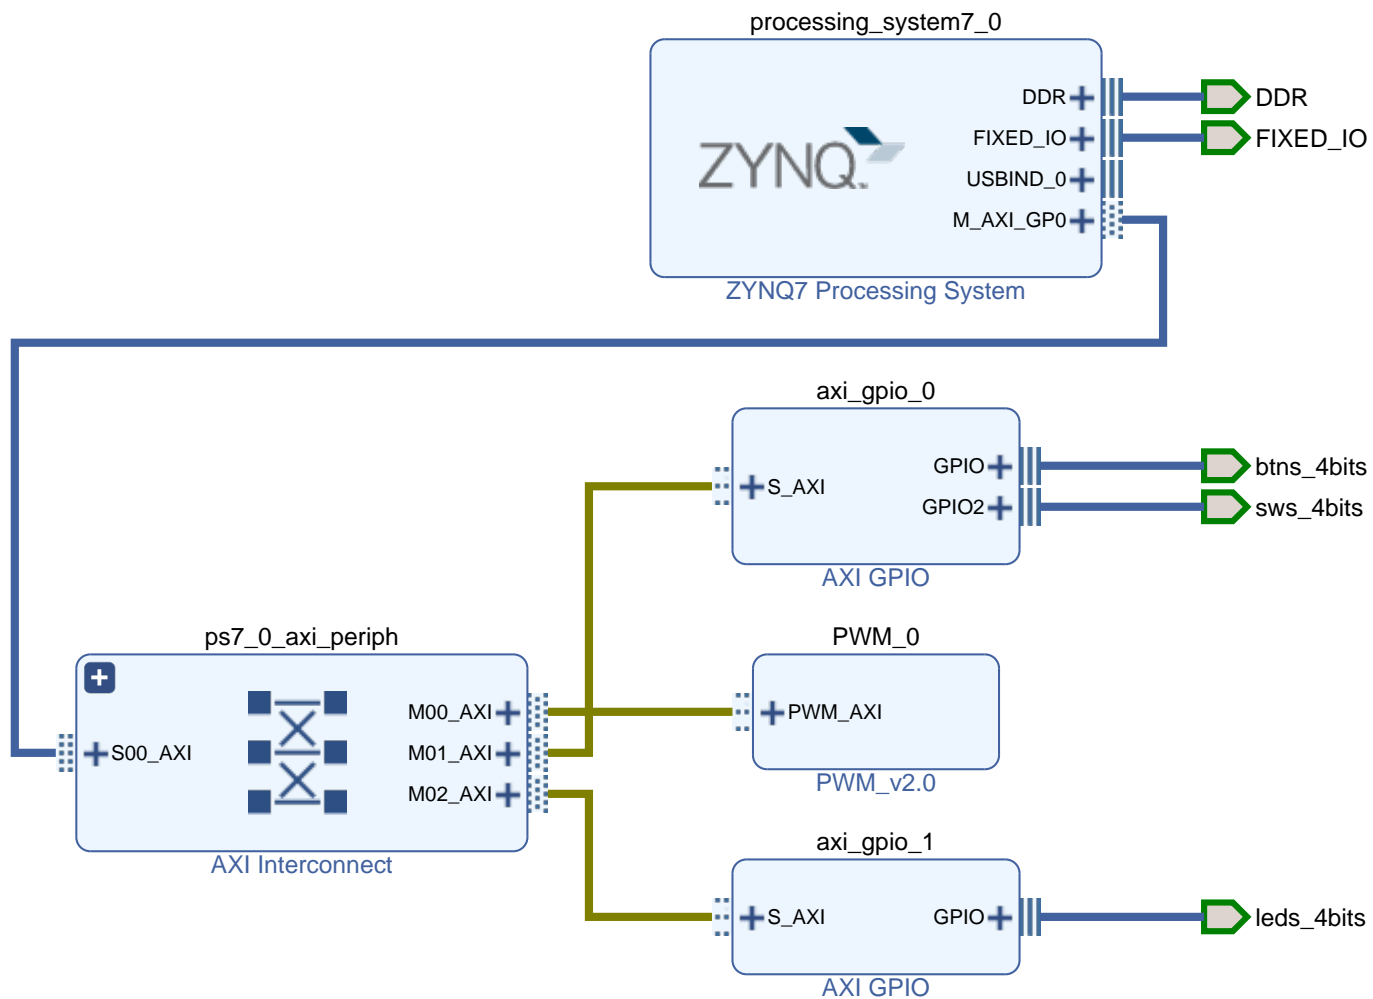 processing_system7_0
DDR
DDR
FIXED_IO
FIXED_IO
ZYNQ.
USBIND_0
M_AXI_GP0
ZYNQ7 Processing System
axi_gpio_0
GPIO
btns_4bits
S_AXI
GPIO2
sws_4bits
AXI GPIO
ps7_0_axi_periph
PWM_0
M00_AXI
PWM_AXI
S00_AXI
M01_AXI
M02_AXI
PWM_v2.0
AXI Interconnect
axi_gpio_1
S_AXI
GPIO
leds_4bits
AXI GPIO